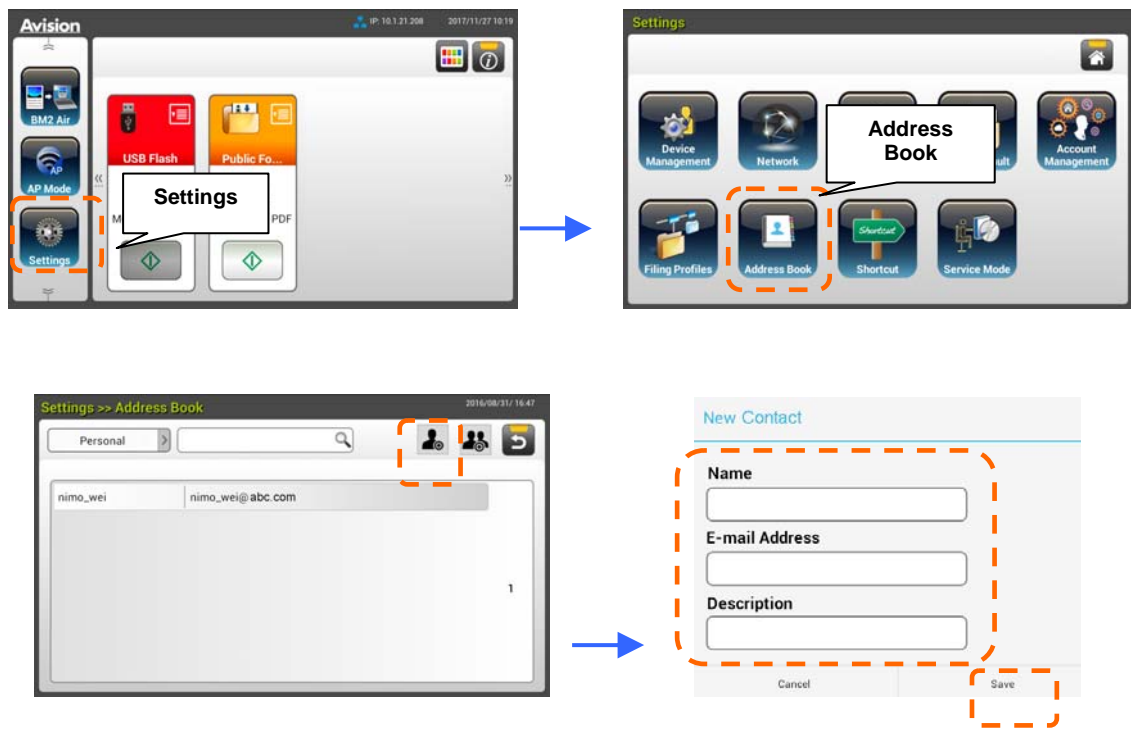 Avision
IP: 10.1.21.208 2017/11/27 10:19
BM2 Air
AP Mode
Settings
USB Flash
Public Fo...
M
PDF
Settings
Settings
Device
Management
Network
Address
Book
ult
Account
Management
Filing Profiles
Address Book
Shortcut
Shortcut
Service Mode
Settings >> Address Book
2016/08/31/ 16:47
Personal
nimo_wei nimo_wei@abc.com
1
New Contact
Name
E-mail Address
Description
Cancel Save